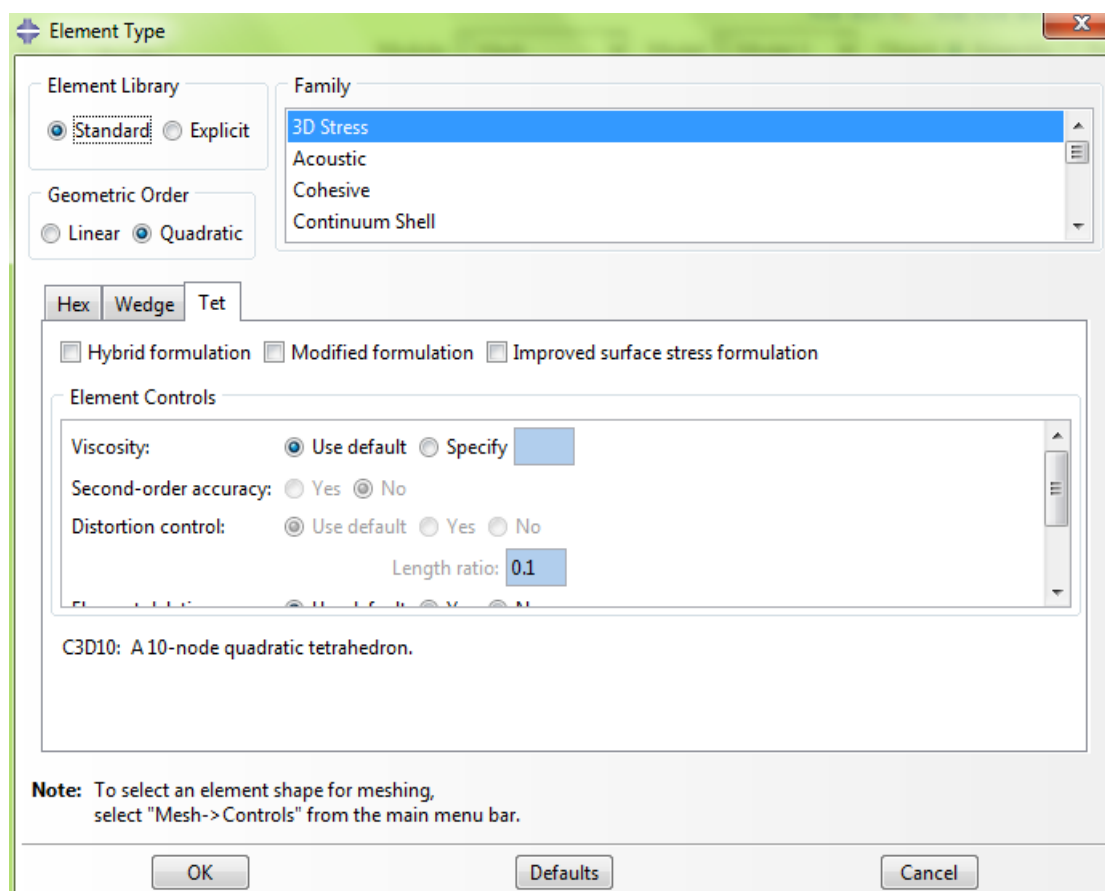 Element Type
X
Element Library
Family
Standard Explicit
3D Stress
Acoustic
Cohesive
Continuum Shell
Geometric Order
Linear Quadratic
Hex Wedge Tet
Hybrid formulation Modified formulation Improved surface stress formulation
Element Controls
Viscosity: Use default Specify
Second-order accuracy: Yes No
Distortion control: Use default Yes No
Length ratio: 0.1
C3D10: A 10-node quadratic tetrahedron.
Note: To select an element shape for meshing,
select "Mesh->Controls" from the main menu bar.
OK Defaults Cancel